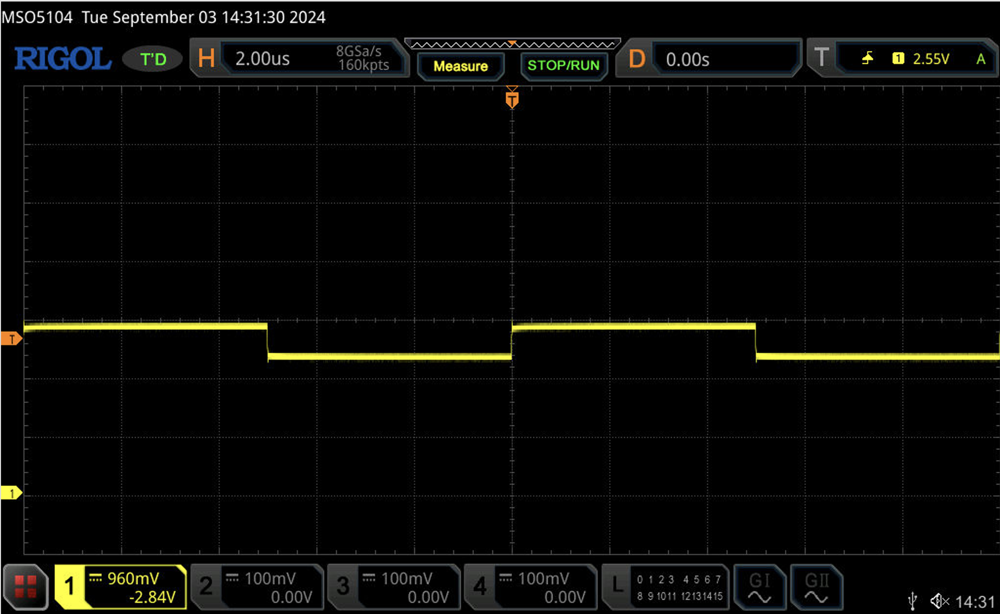 MSO5104 Tue September 03 14:31:30 2024
RIGOL T'D H 2.00us 8GSa/s 160kpts Measure STOP/RUN D 0.00s T 1 2.55V A
T
T
1
1 960mV -2.84V 2 100mV 0.00V 3 100mV 0.00V 4 100mV 0.00V L 0 1 2 3 4 5 6 7 8 9 10 11 12 13 14 15 GI GII
14:31